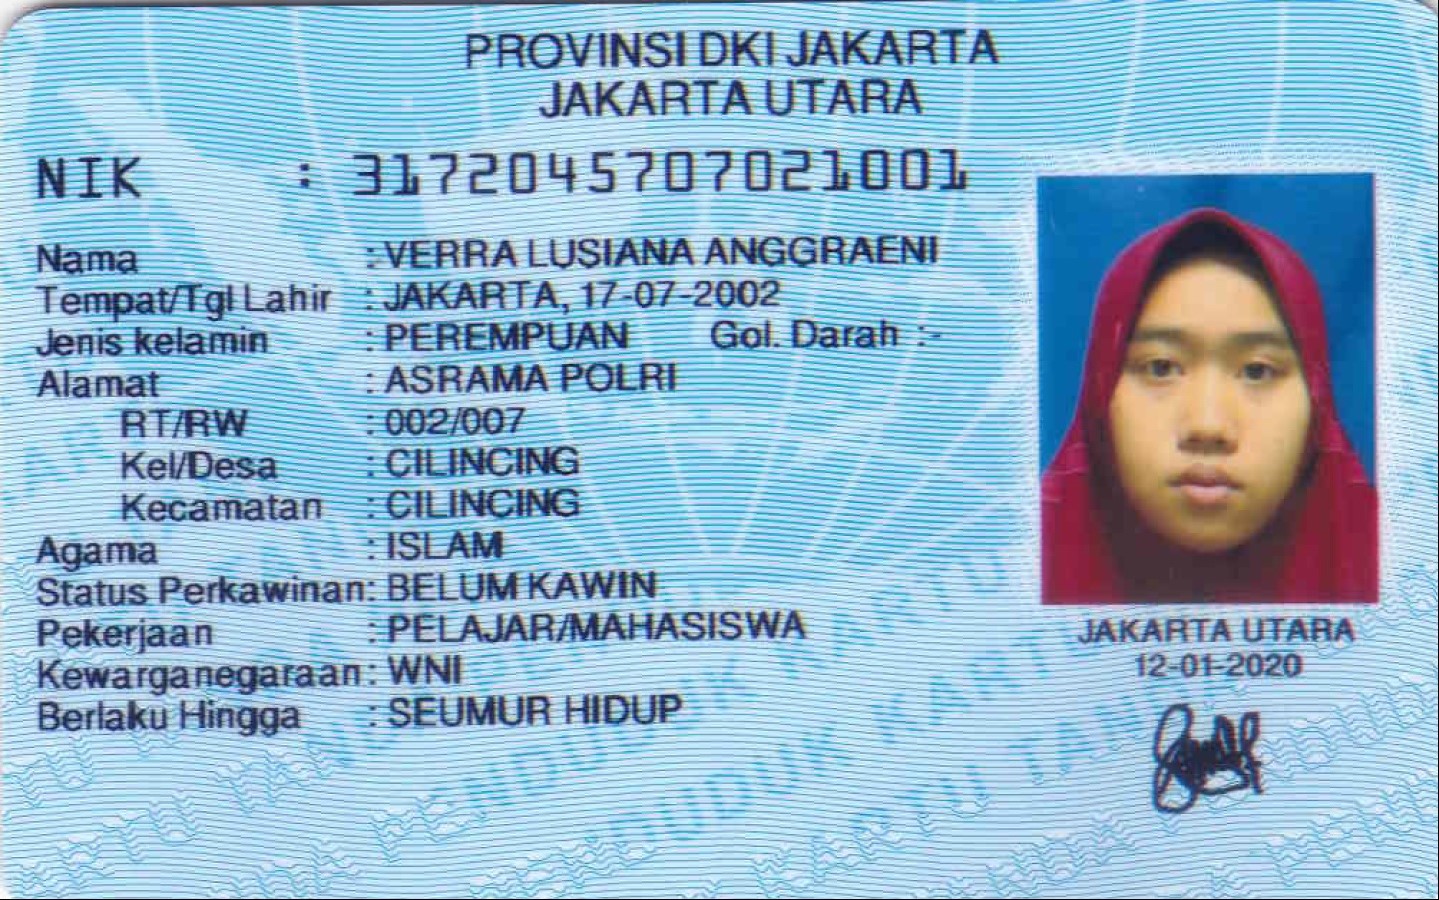 PROVINSI DKI JAKARTA
JAKARTA UTARA
NIK : 3172045707021001
Nama : VERRA LUSIANA ANGGRAENI
Tempat/Tgl Lahir : JAKARTA, 17-07-2002
Jenis kelamin : PEREMPUAN Gol. Darah :-
Alamat : ASRAMA POLRI
RT/RW : 002/007
Kel/Desa : CILINCING
Kecamatan : CILINCING
Agama : ISLAM
Status Perkawinan: BELUM KAWIN
Pekerjaan : PELAJAR/MAHASISWA
Kewarganegaraan: WNI
Berlaku Hingga : SEUMUR HIDUP
JAKARTA UTARA
12-01-2020